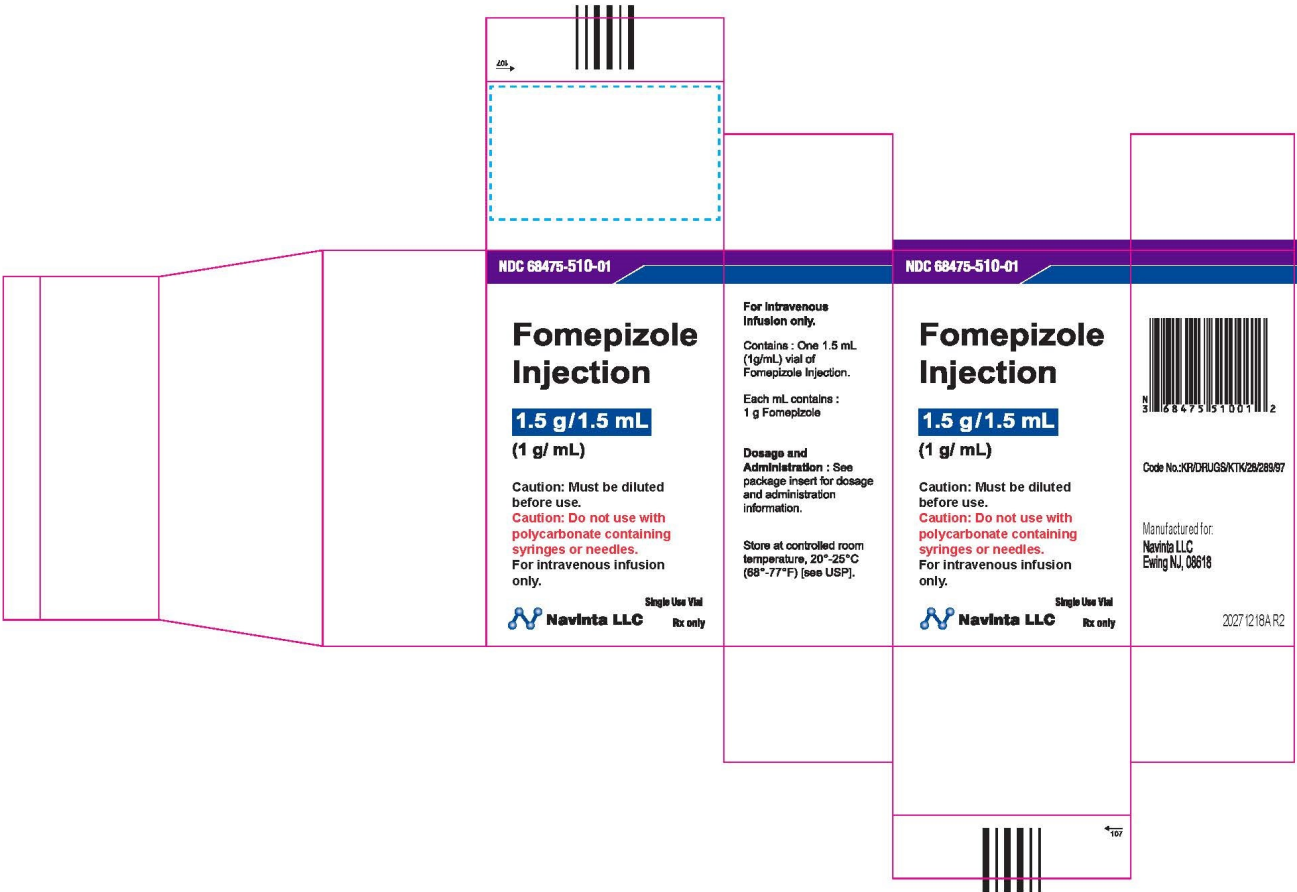 107
NDC 68475-510-01
Fomepizole
Injection
1.5 g/1.5 mL
(1 g/ mL)
Caution: Must be diluted
before use.
Caution: Do not use with
polycarbonate containing
syringes or needles.
For intravenous infusion
only.
Single Use Vial
Navinta LLC
Rx only
For Intravenous
Infusion only.
Contains : One 1.5 mL
(1g/mL) vial of
Fomepizole Injection.
Each mL contains :
1 g Fomepizole
Dosage and
Administration : See
package insert for dosage
and administration
information.
Store at controlled room
temperature, 20°-25°C
(68°-77°F) [see USP].
NDC 68475-510-01
Fomepizole
Injection
1.5 g/1.5 mL
(1 g/ mL)
Caution: Must be diluted
before use.
Caution: Do not use with
polycarbonate containing
syringes or needles.
For intravenous infusion
only.
Single Use Vial
Navinta LLC
Rx only
N
3 68475 51001 2
Code No.:KR/DRUGS/KTK/28/289/97
Manufactured for:
Navinta LLC
Ewing NJ, 08618
20271218A R2
107